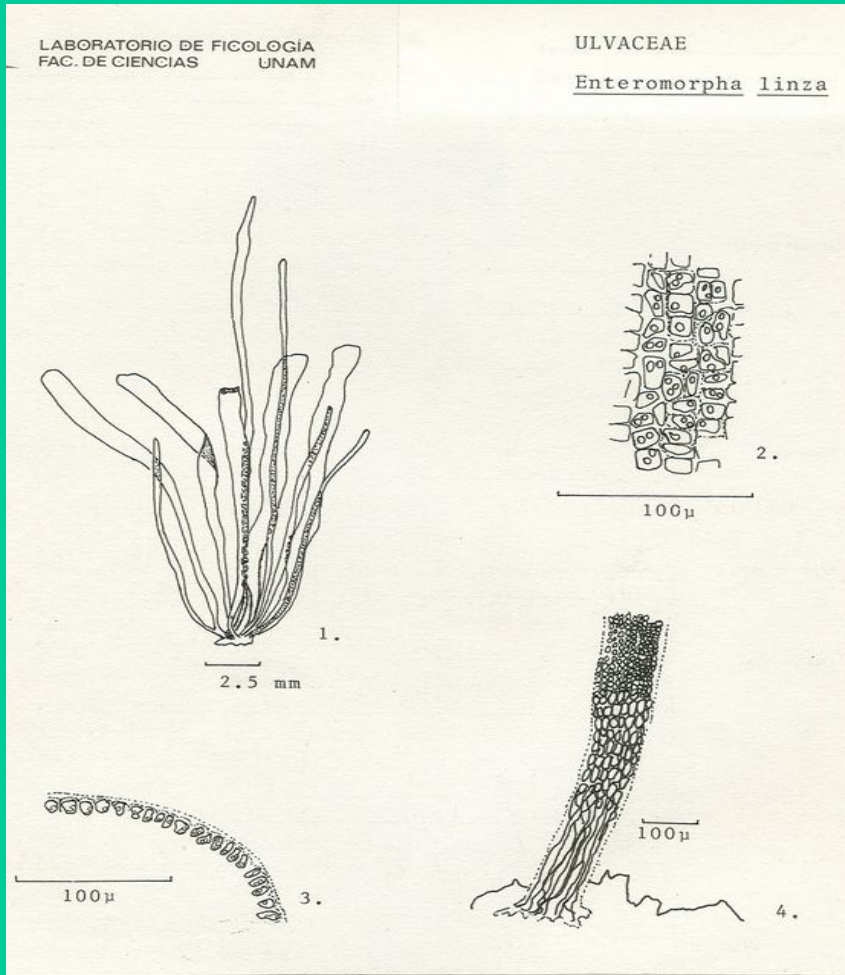 LABORATORIO DE FICOLOGÍA
FAC. DE CIENCIAS UNAM
ULVACEAE
Enteromorpha linza
1.
2.5 mm
2.
100μ
3.
100μ
4.
100μ